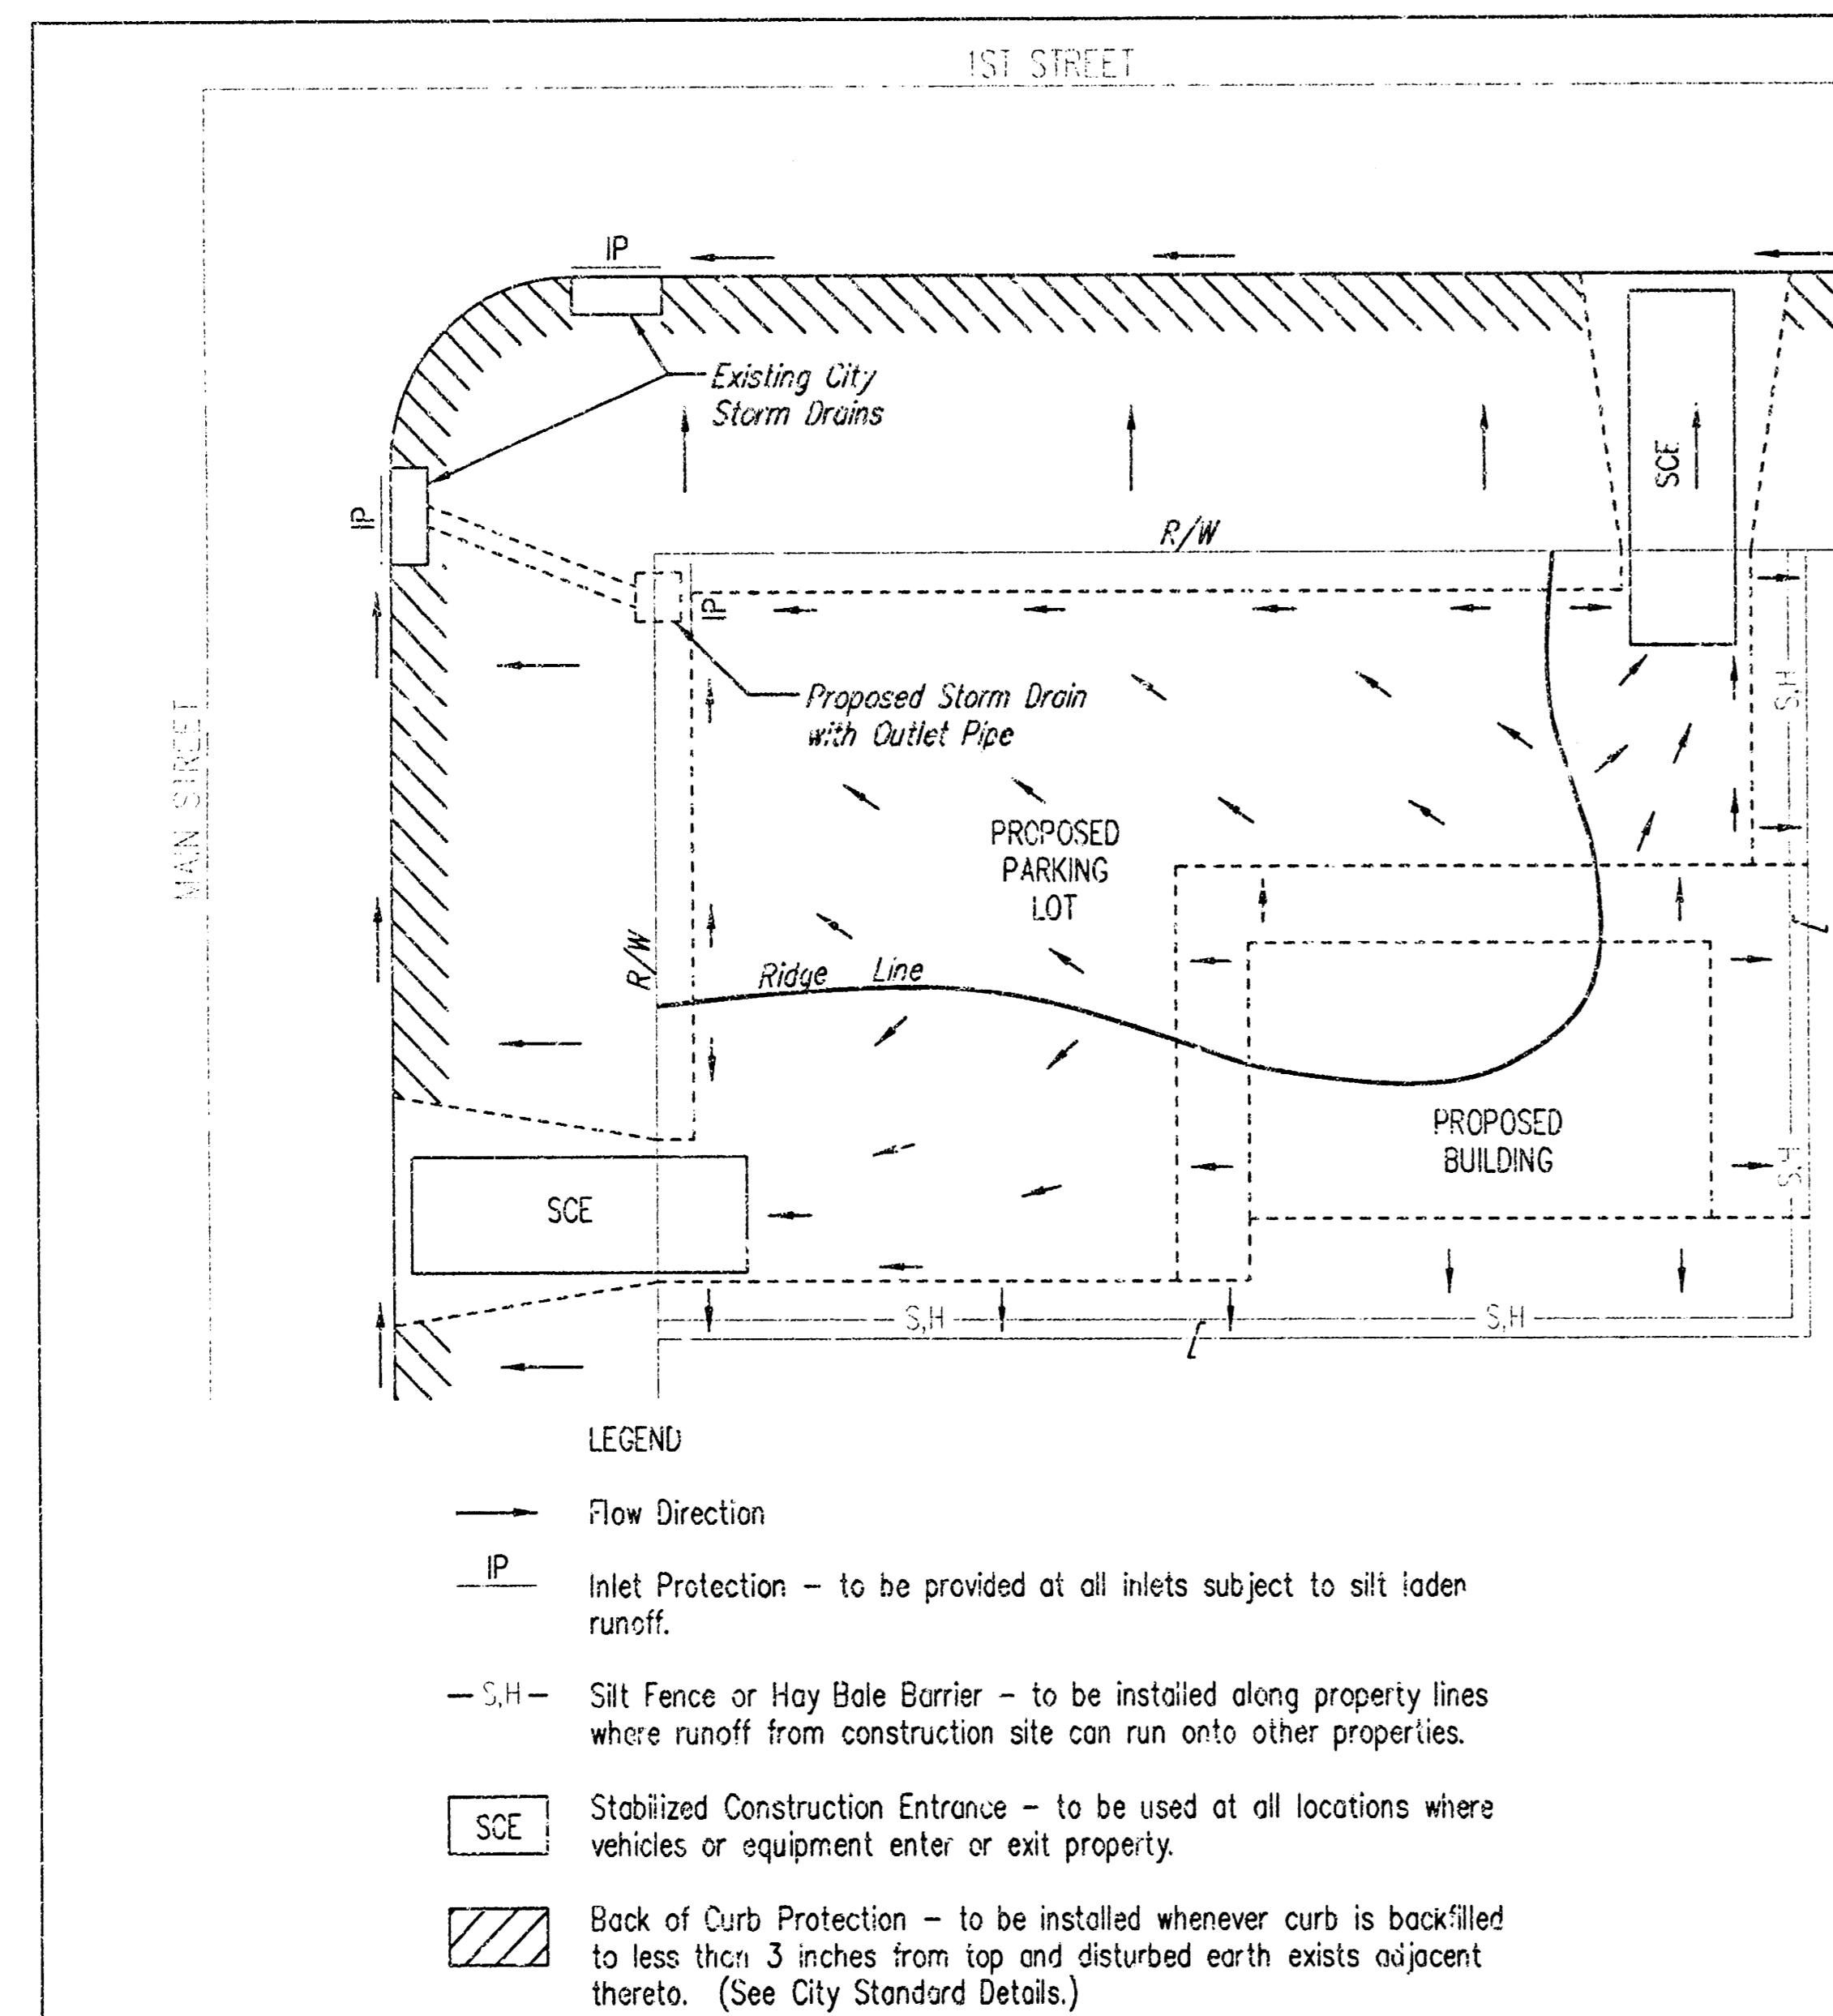 1ST STREET
IP
Existing City
Storm Drains
SCE
IP
R/W
IP
S,H
Proposed Storm Drain
with Outlet Pipe
MAIN STREET
PROPOSED
PARKING
LOT
R/W
Ridge Line
PROPOSED
BUILDING
S,H
SCE
S,H
S,H
LEGEND
Flow Direction
IP
Inlet Protection – to be provided at all inlets subject to silt laden
runoff.
S,H
Silt Fence or Hay Bale Barrier – to be installed along property lines
where runoff from construction site can run onto other properties.
SCE
Stabilized Construction Entrance – to be used at all locations where
vehicles or equipment enter or exit property.
Back of Curb Protection – to be installed whenever curb is backfilled
to less than 3 inches from top and disturbed earth exists adjacent
thereto. (See City Standard Details.)